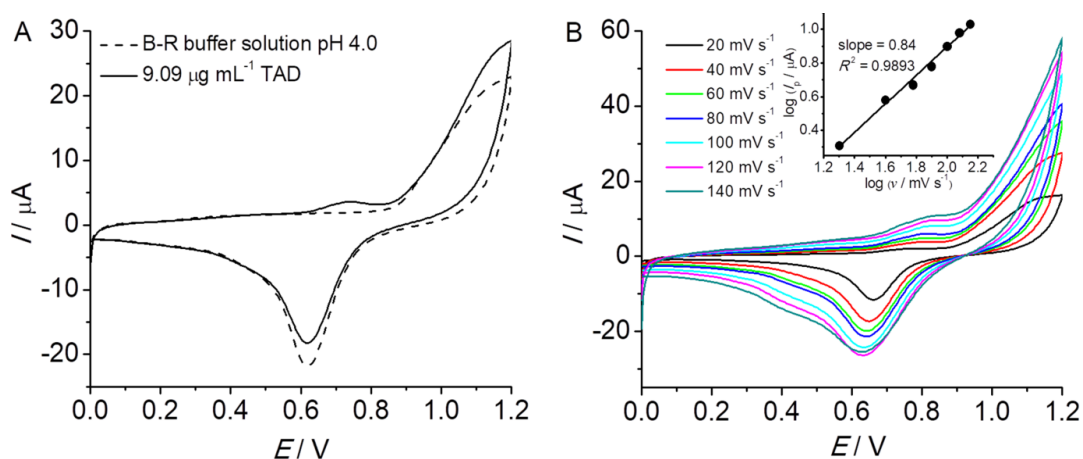 A
B-R buffer solution pH 4.0
9.09 μg mL⁻¹ TAD
30
20
10
0
-10
-20
I / μA
0.0 0.2 0.4 0.6 0.8 1.0 1.2
E / V
B
20 mV s⁻¹
40 mV s⁻¹
60 mV s⁻¹
80 mV s⁻¹
100 mV s⁻¹
120 mV s⁻¹
140 mV s⁻¹
60
40
20
0
-20
I / μA
0.0 0.2 0.4 0.6 0.8 1.0 1.2
E / V
slope = 0.84
R² = 0.9893
log (Iₚ / μA)
1.0
0.8
0.6
0.4
1.2 1.4 1.6 1.8 2.0 2.2
log (ν / mV s⁻¹)